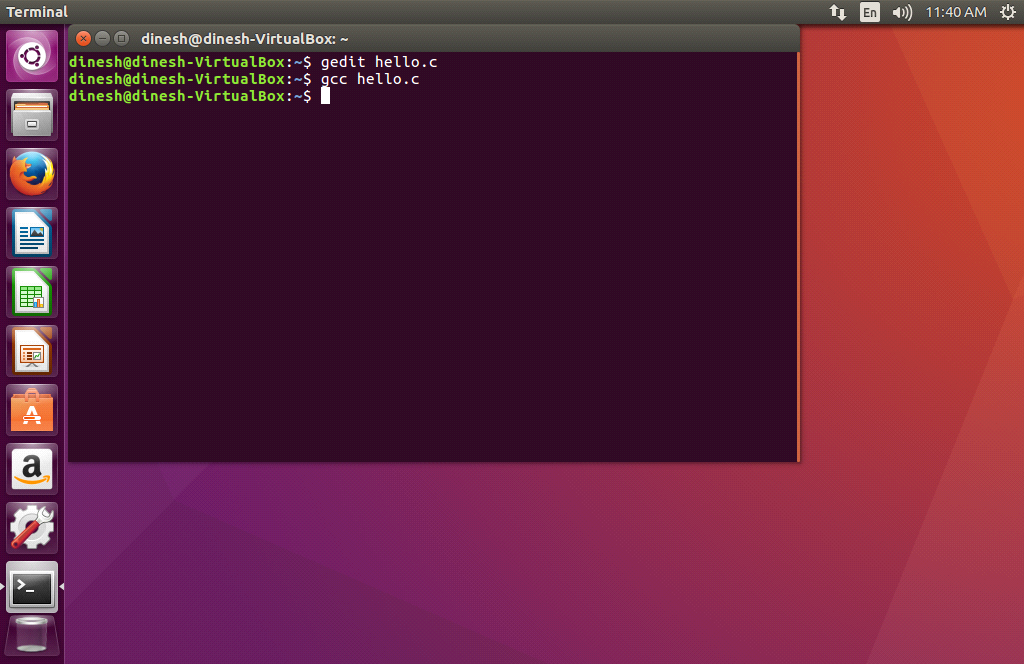 Terminal
En
11:40 AM
dinesh@dinesh-VirtualBox: ~
dinesh@dinesh-VirtualBox:~$ gedit hello.c
dinesh@dinesh-VirtualBox:~$ gcc hello.c
dinesh@dinesh-VirtualBox:~$
A
a
>_